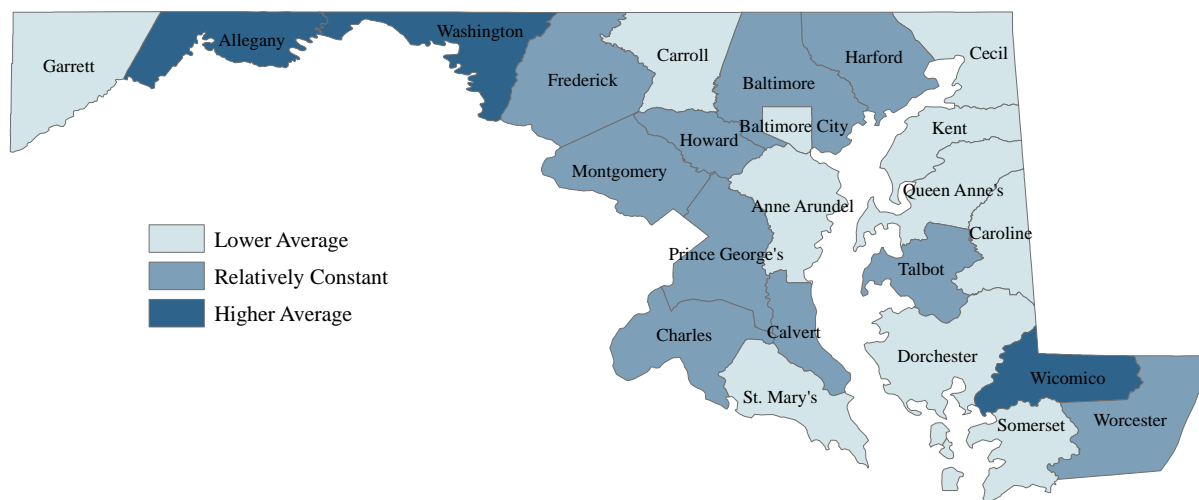 Garrett
Allegany
Washington
Frederick
Carroll
Baltimore
Harford
Cecil
Baltimore City
Howard
Kent
Montgomery
Queen Anne's
Anne Arundel
Caroline
Prince George's
Talbot
Lower Average
Relatively Constant
Higher Average
Charles
Calvert
Dorchester
St. Mary's
Wicomico
Somerset
Worcester